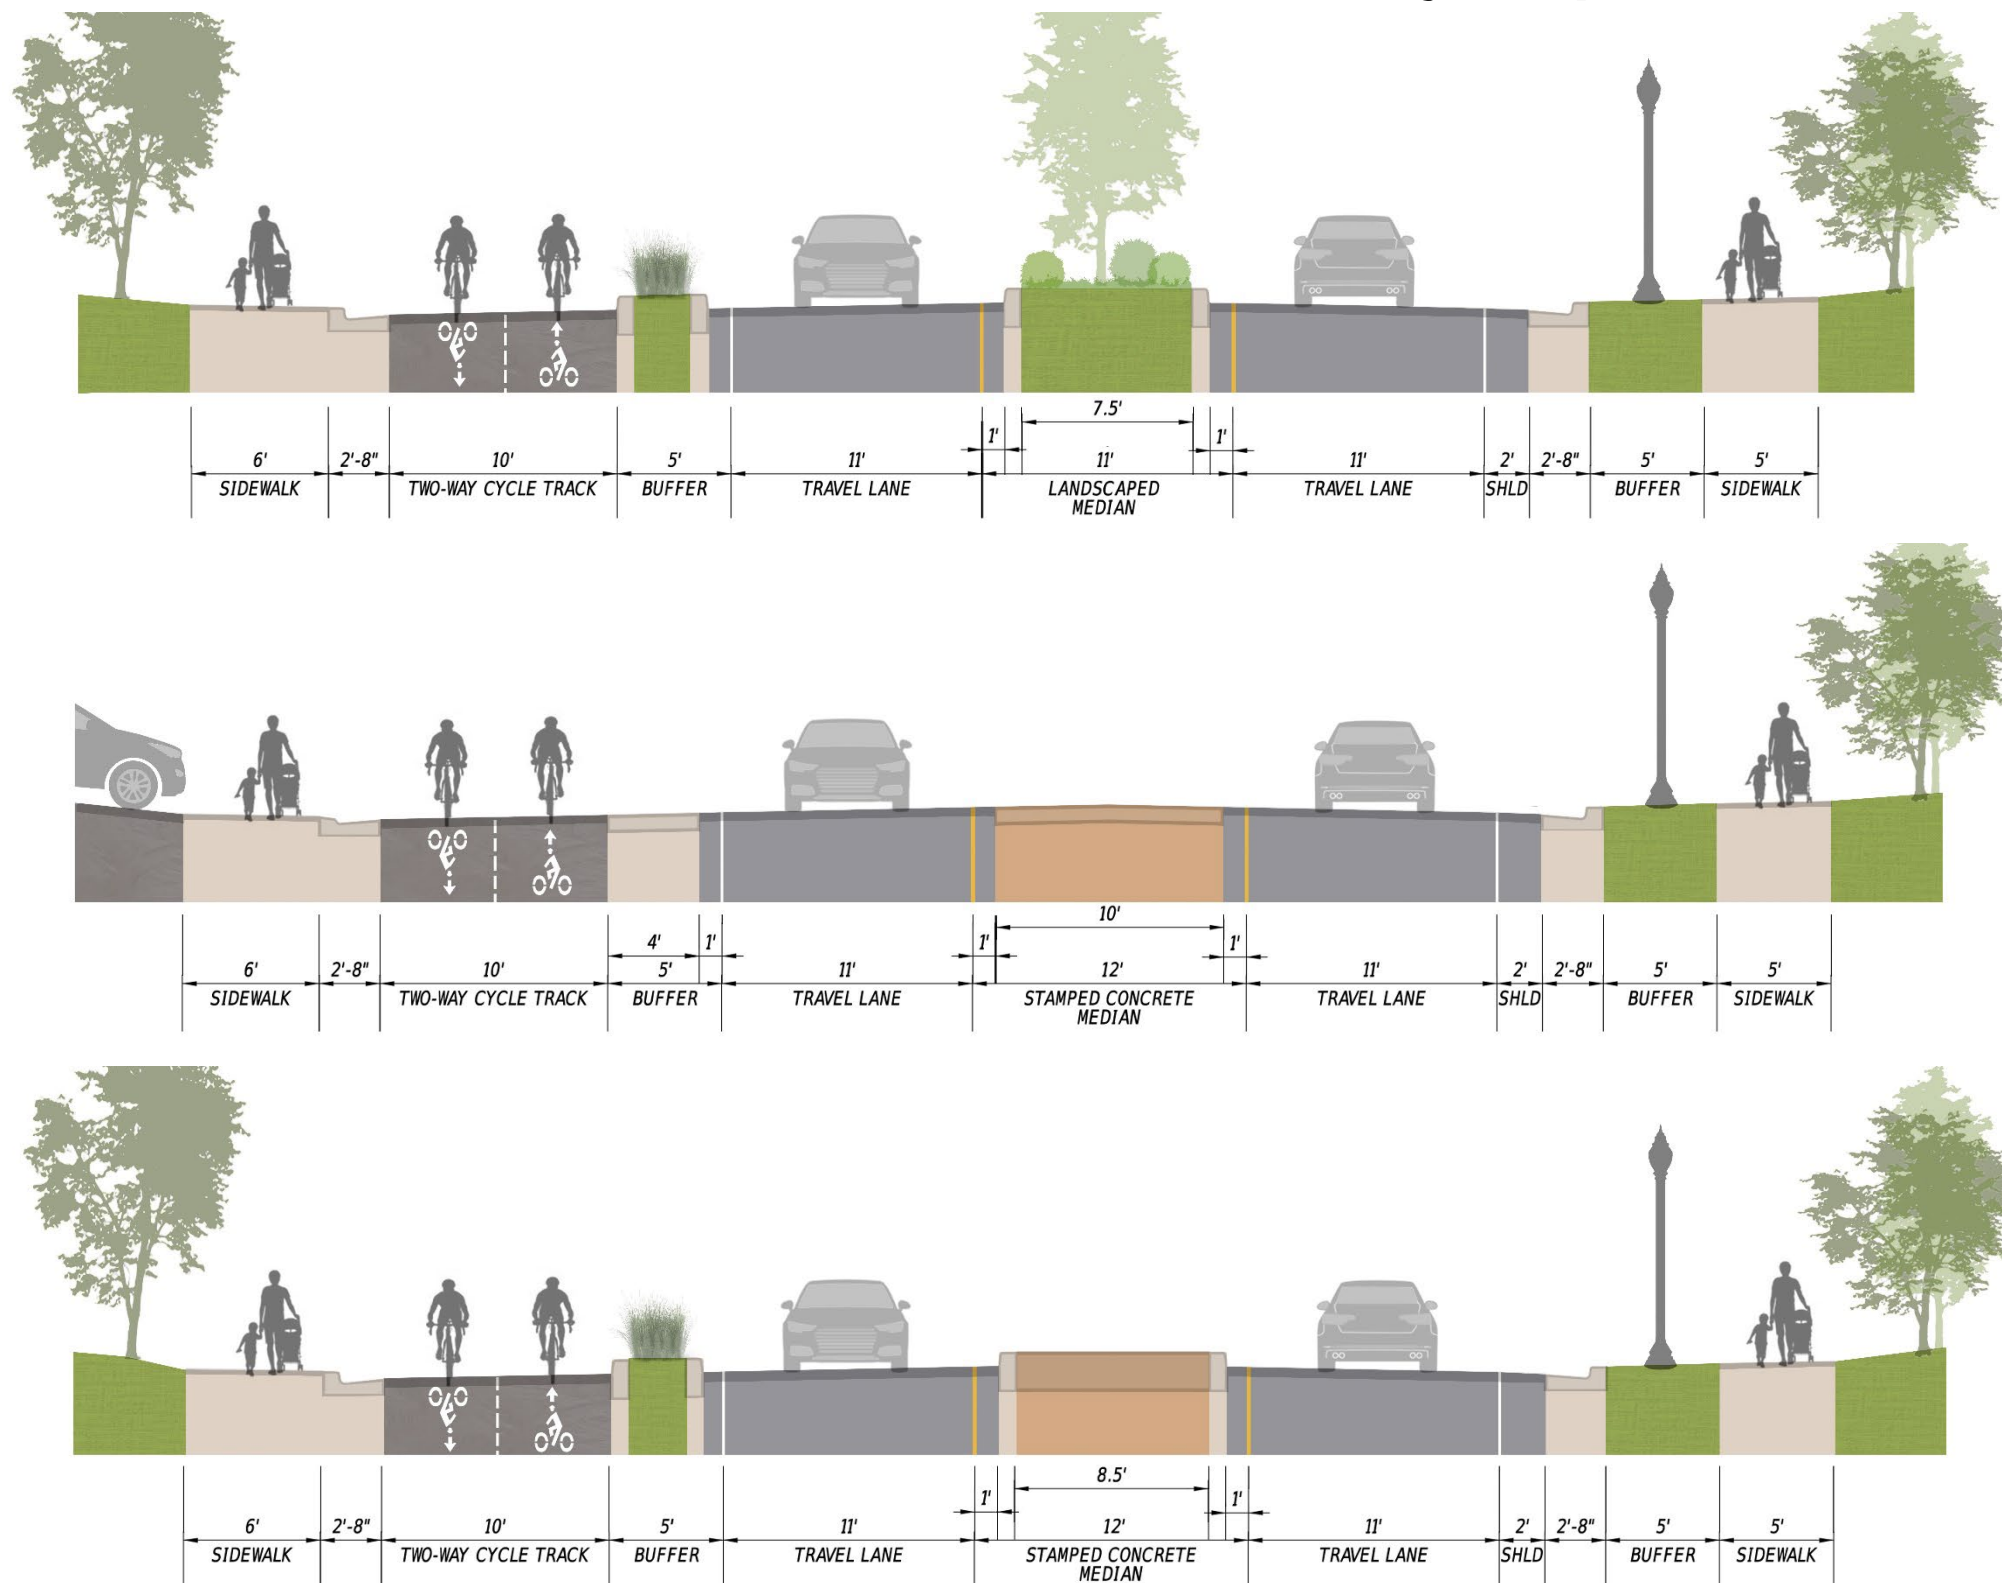 7.5'
1' 1'
6' 2'-8" 10' 5' 11' 11' 11' 2' 2'-8" 5' 5'
SIDEWALK TWO-WAY CYCLE TRACK BUFFER TRAVEL LANE LANDSCAPED TRAVEL LANE SHLD BUFFER SIDEWALK
MEDIAN
10'
4' 1' 1' 1'
6' 2'-8" 10' 5' 11' 12' 11' 2' 2'-8" 5' 5'
SIDEWALK TWO-WAY CYCLE TRACK BUFFER TRAVEL LANE STAMPED CONCRETE TRAVEL LANE SHLD BUFFER SIDEWALK
MEDIAN
8.5'
1' 1'
6' 2'-8" 10' 5' 11' 12' 11' 2' 2'-8" 5' 5'
SIDEWALK TWO-WAY CYCLE TRACK BUFFER TRAVEL LANE STAMPED CONCRETE TRAVEL LANE SHLD BUFFER SIDEWALK
MEDIAN